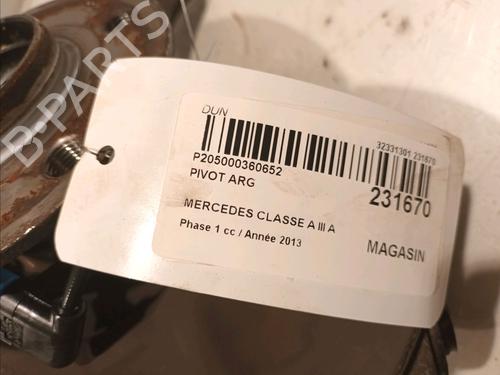 DUN
32331301 231670
P205000360652
PIVOT ARG
231670
MERCEDES CLASSE A III A
Phase 1 cc / Année 2013
MAGASIN
B-PARTS